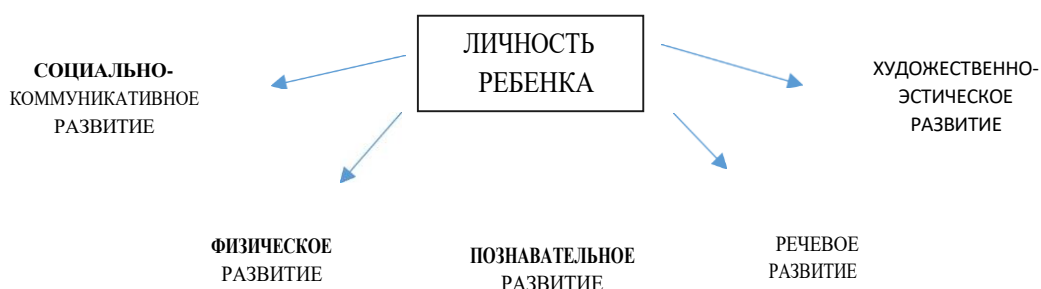 ЛИЧНОСТЬ
РЕБЕНКА
СОЦИАЛЬНО-
КОММУНИКАТИВНОЕ
РАЗВИТИЕ
ХУДОЖЕСТВЕННО-
ЭСТИЧЕСКОЕ
РАЗВИТИЕ
ФИЗИЧЕСКОЕ
РАЗВИТИЕ
ПОЗНАВАТЕЛЬНОЕ
РАЗВИТИЕ
РЕЧЕВОЕ
РАЗВИТИЕ